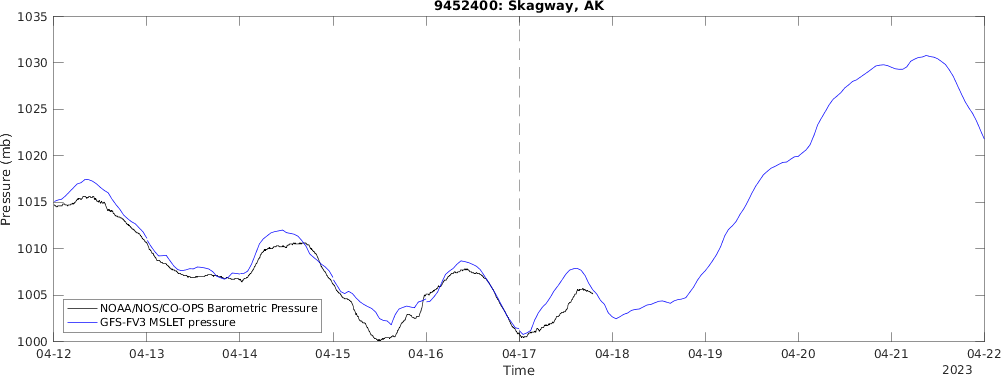 9452400: Skagway, AK
1035
1030
1025
1020
1015
1010
1005
1000
Pressure (mb)
NOAA/NOS/CO-OPS Barometric Pressure
GFS-FV3 MSLET pressure
04-12 04-13 04-14 04-15 04-16 04-17 04-18 04-19 04-20 04-21 04-22
Time
2023